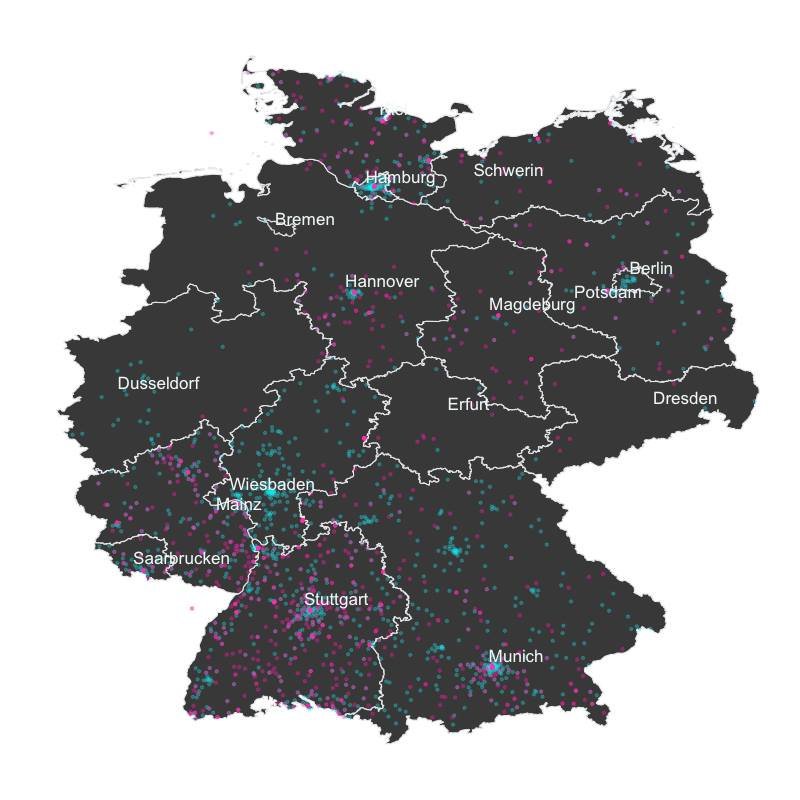 Hamburg
Schwerin
Bremen
Berlin
Hannover
Potsdam
Magdeburg
Dusseldorf
Dresden
Erfurt
Wiesbaden
Mainz
Saarbrucken
Stuttgart
Munich